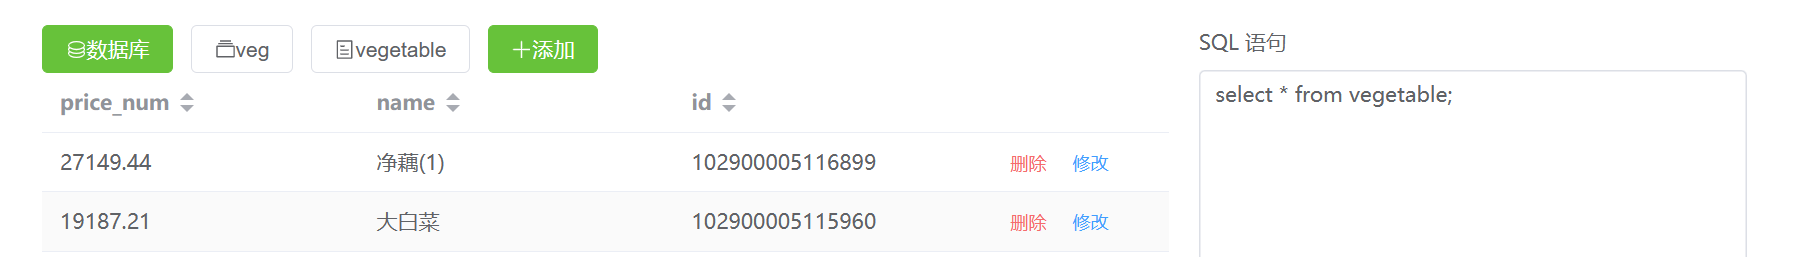 数据库 veg vegetable 添加
price_num name id
27149.44 净藕(1) 102900005116899 删除 修改
19187.21 大白菜 102900005115960 删除 修改
SQL 语句
select * from vegetable;